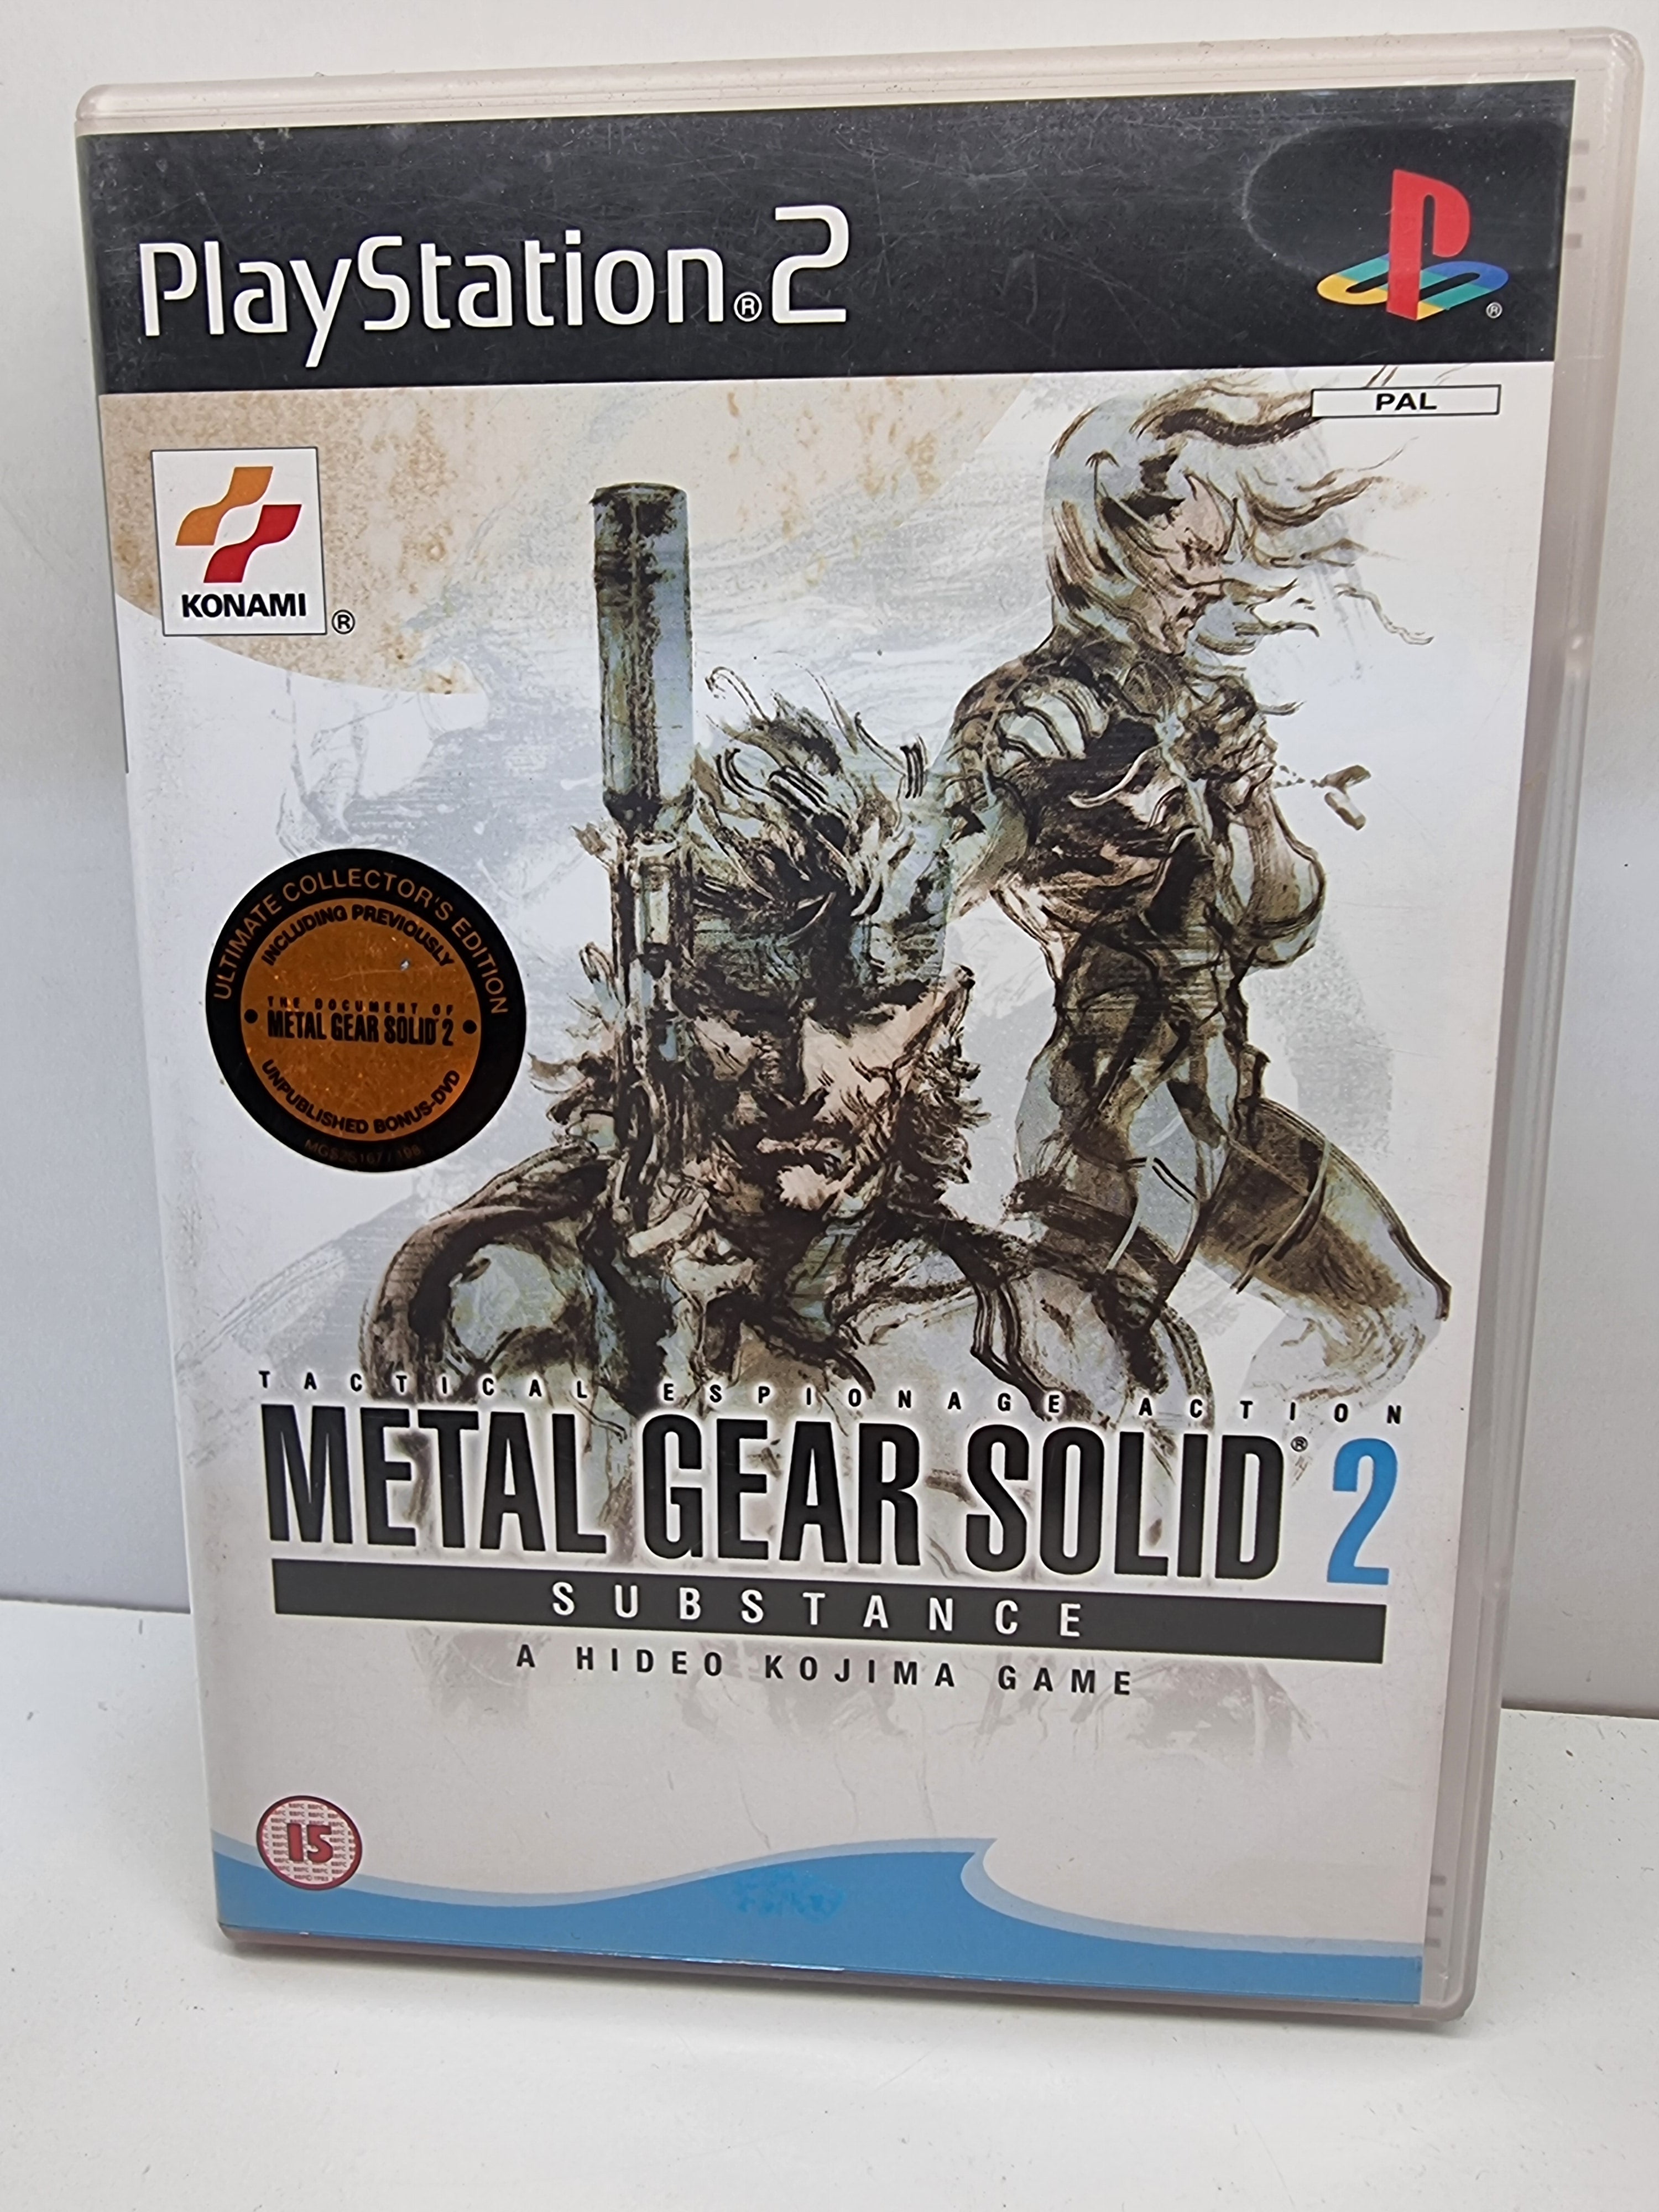 PlayStation®2
®
PAL
KONAMI
®
ULTIMATE COLLECTOR'S EDITION
INCLUDING PREVIOUSLY
THE DOCUMENT OF
METAL GEAR SOLID 2
UNPUBLISHED BONUS-DVD
TACTICAL ESPIONAGE ACTION
METAL GEAR SOLID® 2
SUBSTANCE
A HIDEO KOJIMA GAME
15